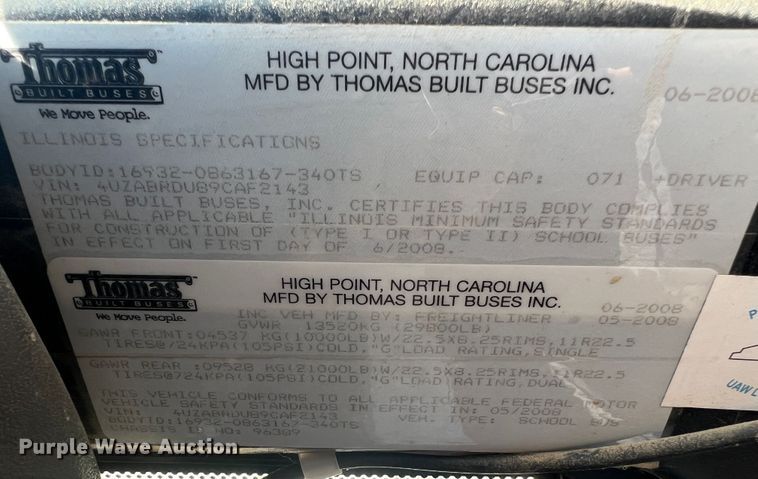 Thomas
BUILT BUSES
We Move People.
HIGH POINT, NORTH CAROLINA
MFD BY THOMAS BUILT BUSES INC.
06-2008
ILLINOIS SPECIFICATIONS
BODYID:16932-0863167-340TS EQUIP CAP: 071 +DRIVER
VIN: 4UZABRDU89CAF2143
THOMAS BUILT BUSES, INC. CERTIFIES THIS BODY COMPLIES
WITH ALL APPLICABLE "ILLINOIS MINIMUM SAFETY STANDARDS
FOR CONSTRUCTION OF (TYPE I OR TYPE II) SCHOOL BUSES"
IN EFFECT ON FIRST DAY OF 6/2008.
Thomas
BUILT BUSES
We Move People.
HIGH POINT, NORTH CAROLINA
MFD BY THOMAS BUILT BUSES INC.
06-2008
INC VEH MFD BY: FREIGHTLINER 05-2008
GVWR 13520KG (29800LB)
GAWR FRONT:04537 KG(10000LB)W/22.5X8.25RIMS,11R22.5
TIRES@724KPA(105PSI)COLD,"G"LOAD RATING,SINGLE
GAWR REAR :09528 KG(21000LB)W/22.5X8.25RIMS,11R22.5
TIRES@724KPA(105PSI)COLD,"G"LOAD RATING,DUAL
THIS VEHICLE CONFORMS TO ALL APPLICABLE FEDERAL MOTOR
VEHICLE SAFETY STANDARDS IN EFFECT IN: 05/2008
VIN: 4UZABRDU89CAF2143 VEH. TYPE: SCHOOL BUS
BODYID:16932-0863167-340TS
CHASSIS ID NO: 96389
P
UAW L
Purple Wave Auction